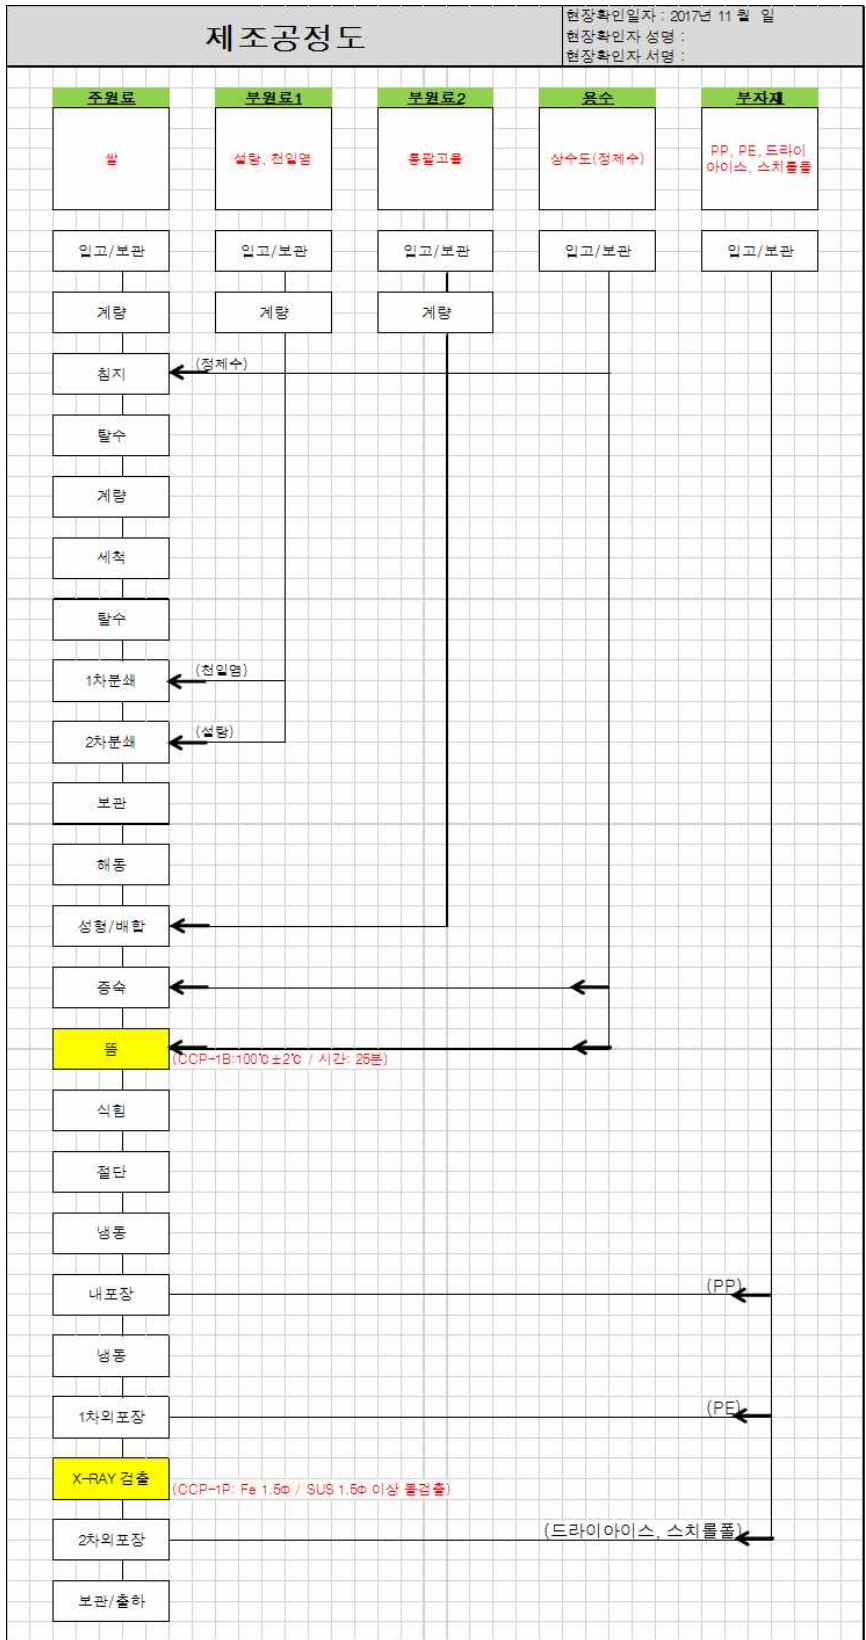 제조공정도
현장확인일자 : 2017년 11 월 일
현장확인자 성명 :
현장확인자 서명 :
주원료 부원료1 부원료2 용수 부자재
쌀 설탕, 천일염 통팥고물 상수도(정제수) PP, PE, 드라이
아이스, 스치롤폴
입고/보관 입고/보관 입고/보관 입고/보관 입고/보관
계량 계량 계량
침지 (정제수)
탈수
계량
세척
탈수
1차분쇄 (천일염)
2차분쇄 (설탕)
보관
해동
성형/배합
증숙
뜸 (CCP-1B:100℃±2℃ / 시간: 25분)
식힘
절단
냉동
내포장 (PP)
냉동
1차외포장 (PE)
X-RAY 검출 (CCP-1P: Fe 1.5Φ / SUS 1.5Φ 이상 불검출)
2차외포장 (드라이아이스, 스치롤폴)
보관/출하